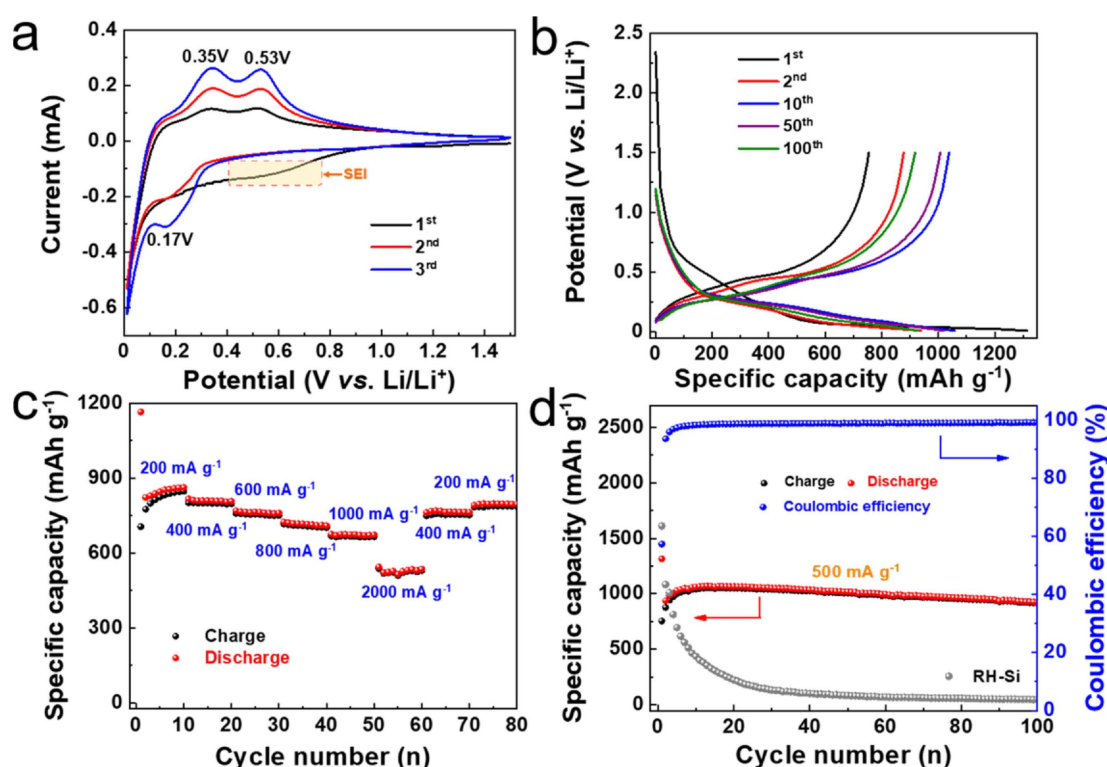 a
0.4
0.2
0.0
-0.2
-0.4
-0.6
Current (mA)
0.35V
0.53V
SEI
0.17V
1st
2nd
3rd
0
0.2
0.4
0.6
0.8
1.0
1.2
1.4
Potential (V vs. Li/Li+)
b
2.5
2.0
1.5
1.0
0.5
0
Potential (V vs. Li/Li+)
1st
2nd
10th
50th
100th
0
200
400
600
800
1000
1200
Specific capacity (mAh g-1)
c
1200
900
600
300
0
Specific capacity (mAh g-1)
200 mA g-1
400 mA g-1
600 mA g-1
800 mA g-1
1000 mA g-1
2000 mA g-1
400 mA g-1
200 mA g-1
Charge
Discharge
0
10
20
30
40
50
60
70
80
Cycle number (n)
d
2500
2000
1500
1000
500
0
Specific capacity (mAh g-1)
Charge
Discharge
Coulombic efficiency
500 mA g-1
RH-Si
100
80
60
40
20
0
Coulombic efficiency (%)
0
20
40
60
80
100
Cycle number (n)